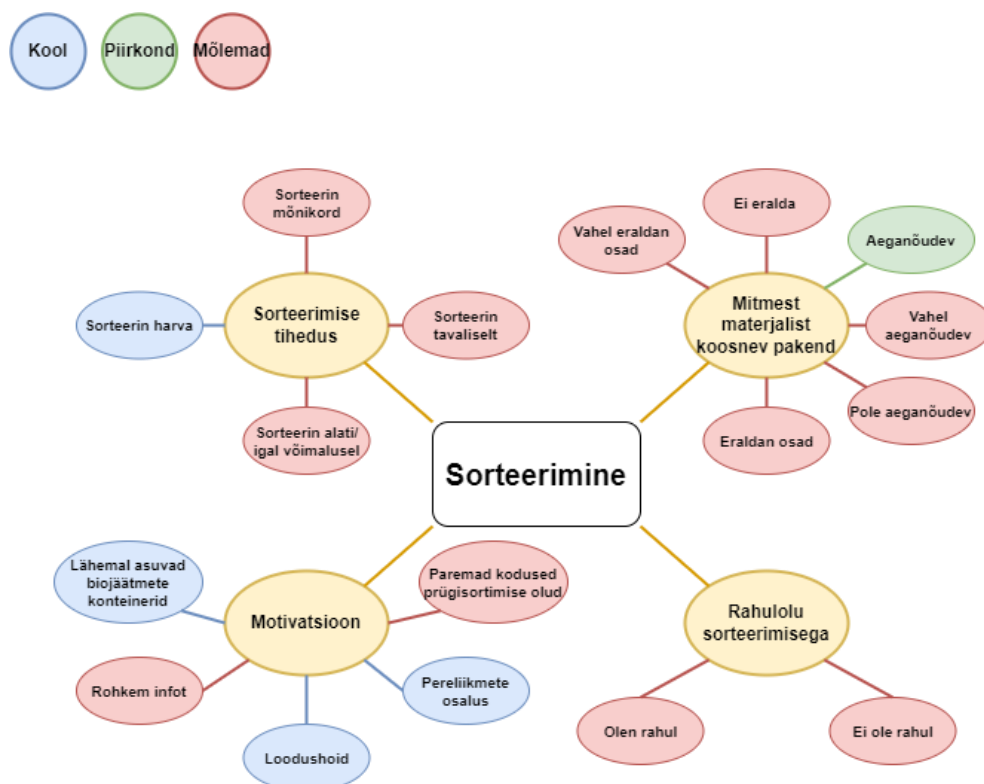 Kool
Piirkond
Mõlemad
Sorteerin
mõnikord
Sorteerin harva
Sorteerimise
tihedus
Sorteerin
tavaliselt
Sorteerin alati/
igal võimalusel
Ei eralda
Vahel eraldan
osad
Aeganõudev
Mitmest
materjalist
koosnev pakend
Vahel
aeganõudev
Pole aeganõudev
Eraldan osad
Sorteerimine
Lähemal asuvad
biojäätmete
konteinerid
Paremad kodused
prügisortimise olud
Motivatsioon
Rohkem infot
Pereliikmete
osalus
Loodushoid
Rahulolu
sorteerimisega
Olen rahul
Ei ole rahul